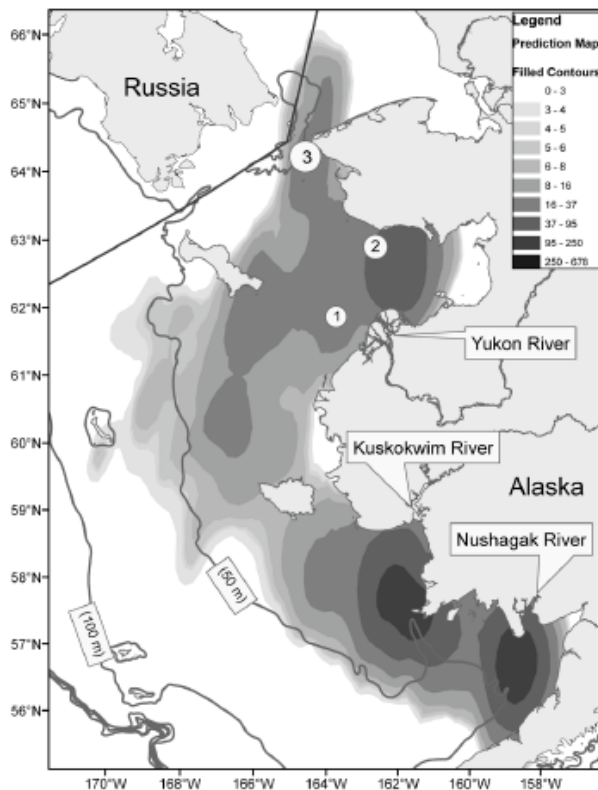 Legend
Prediction Map
Filled Contours
0 - 3
3 - 4
4 - 5
5 - 6
6 - 8
8 - 16
16 - 37
37 - 95
95 - 250
250 - 678
66°N
65°N
64°N
63°N
62°N
61°N
60°N
59°N
58°N
57°N
56°N
Russia
3
2
1
Yukon River
Kuskokwim River
Alaska
Nushagak River
(50 m)
(100 m)
170°W
168°W
166°W
164°W
162°W
160°W
158°W